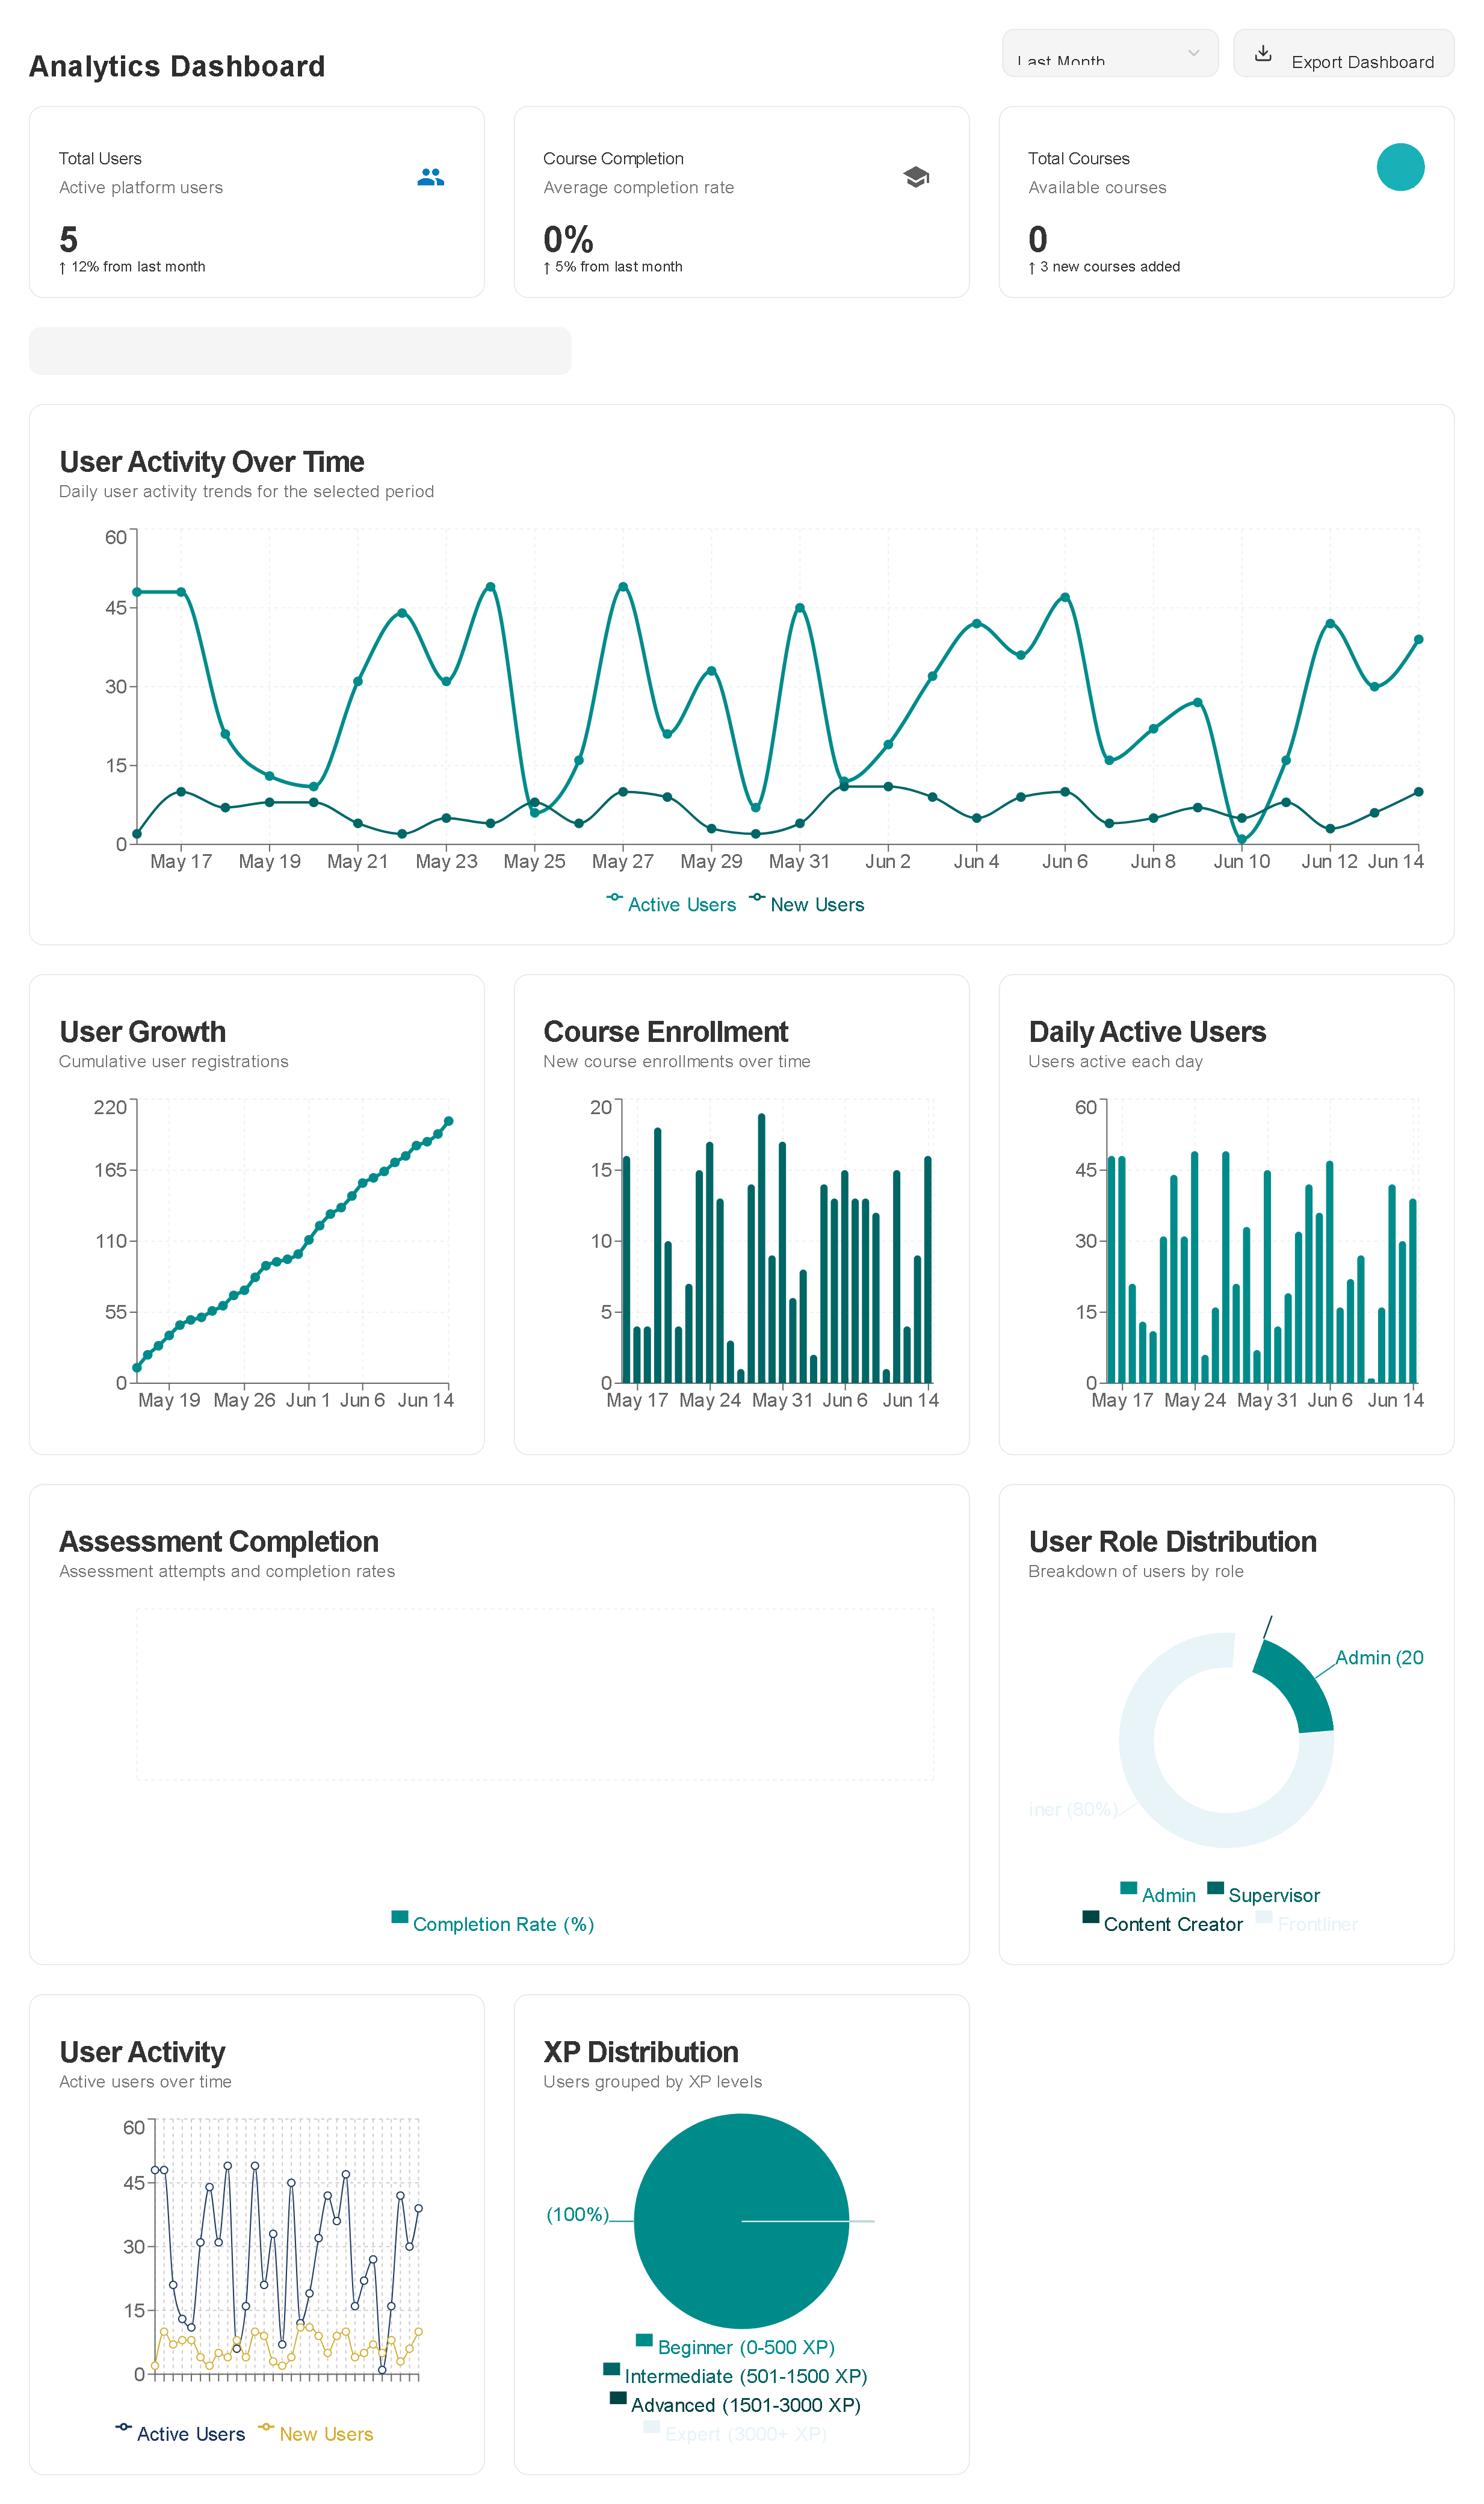 Analytics Dashboard
Last Month
Export Dashboard
Total Users
Active platform users
5
↑ 12% from last month
Course Completion
Average completion rate
0%
↑ 5% from last month
Total Courses
Available courses
0
↑ 3 new courses added
User Activity Over Time
Daily user activity trends for the selected period
60
45
30
15
0
May 17 May 19 May 21 May 23 May 25 May 27 May 29 May 31 Jun 2 Jun 4 Jun 6 Jun 8 Jun 10 Jun 12 Jun 14
Active Users New Users
User Growth
Cumulative user registrations
220
165
110
55
0
May 19 May 26 Jun 1 Jun 6 Jun 14
Course Enrollment
New course enrollments over time
20
15
10
5
0
May 17 May 24 May 31 Jun 6 Jun 14
Daily Active Users
Users active each day
60
45
30
15
0
May 17 May 24 May 31 Jun 6 Jun 14
Assessment Completion
Assessment attempts and completion rates
Completion Rate (%)
User Role Distribution
Breakdown of users by role
Admin (20
iner (80%)
Admin Supervisor
Content Creator Frontliner
User Activity
Active users over time
60
45
30
15
0
Active Users New Users
XP Distribution
Users grouped by XP levels
(100%)
Beginner (0-500 XP)
Intermediate (501-1500 XP)
Advanced (1501-3000 XP)
Expert (3000+ XP)